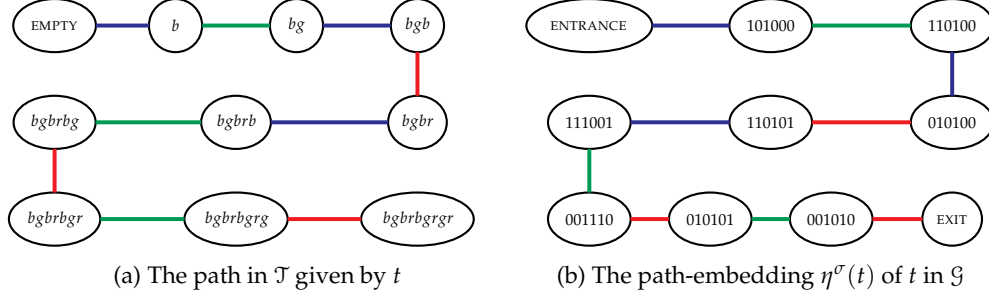 EMPTY b bg bgb
bgbrbg bgbrb bgbr
bgbrbgr bgbrbgrg bgbrbgrgr
(a) The path in 𝒯 given by t
ENTRANCE 101000 110100
111001 110101 010100
001110 010101 001010 EXIT
(b) The path-embedding η^σ(t) of t in 𝒢